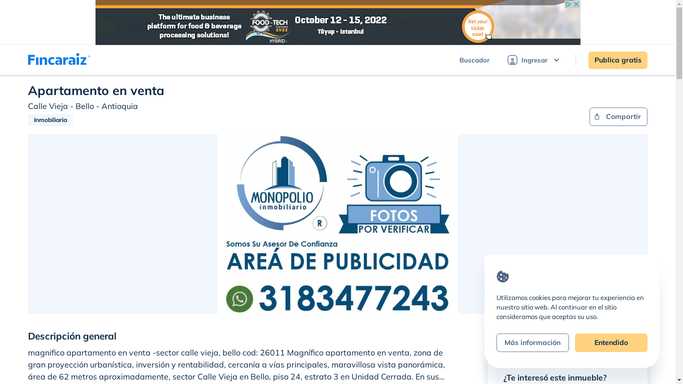 The ultimate business
platform for food & beverage
processing solutions!
FOOD-TECH
HYBRID
October 12 - 15, 2022
Tüyap - Istanbul
Get your
ticket
now!
Fincaraiz
Buscador
Ingresar
Publica gratis
Apartamento en venta
Calle Vieja - Bello - Antioquia
Inmobiliaria
Compartir
MONOPOLIO
inmobiliario
R
FOTOS
POR VERIFICAR
Somos Su Asesor De Confianza
AREÁ DE PUBLICIDAD
3183477243
Utilizamos cookies para mejorar tu experiencia en
nuestro sitio web. Al continuar en el sitio
consideramos que aceptas su uso.
Más información
Entendido
Descripción general
magnifico apartamento en venta -sector calle vieja, bello cod: 26011 Magnífico apartamento en venta, zona de
gran proyección urbanística, inversión y rentabilidad, cercanía a vías principales, maravillosa vista panorámica,
área de 62 metros aproximadamente, sector Calle Vieja en Bello, piso 24, estrato 3 en Unidad Cerrada. En sus...
¿Te interesó este inmueble?